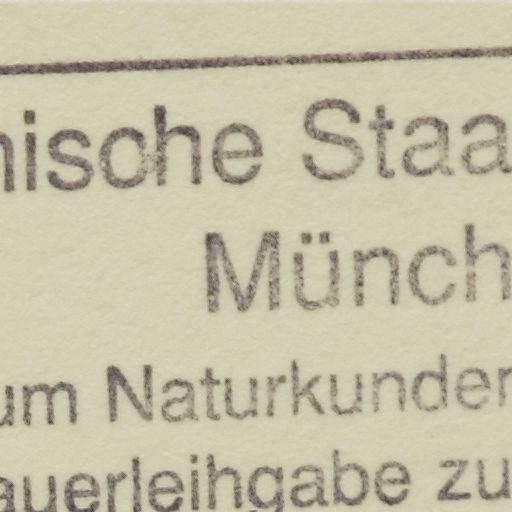 nische Staa
Münch
um Naturkunder
auerleihgabe zu